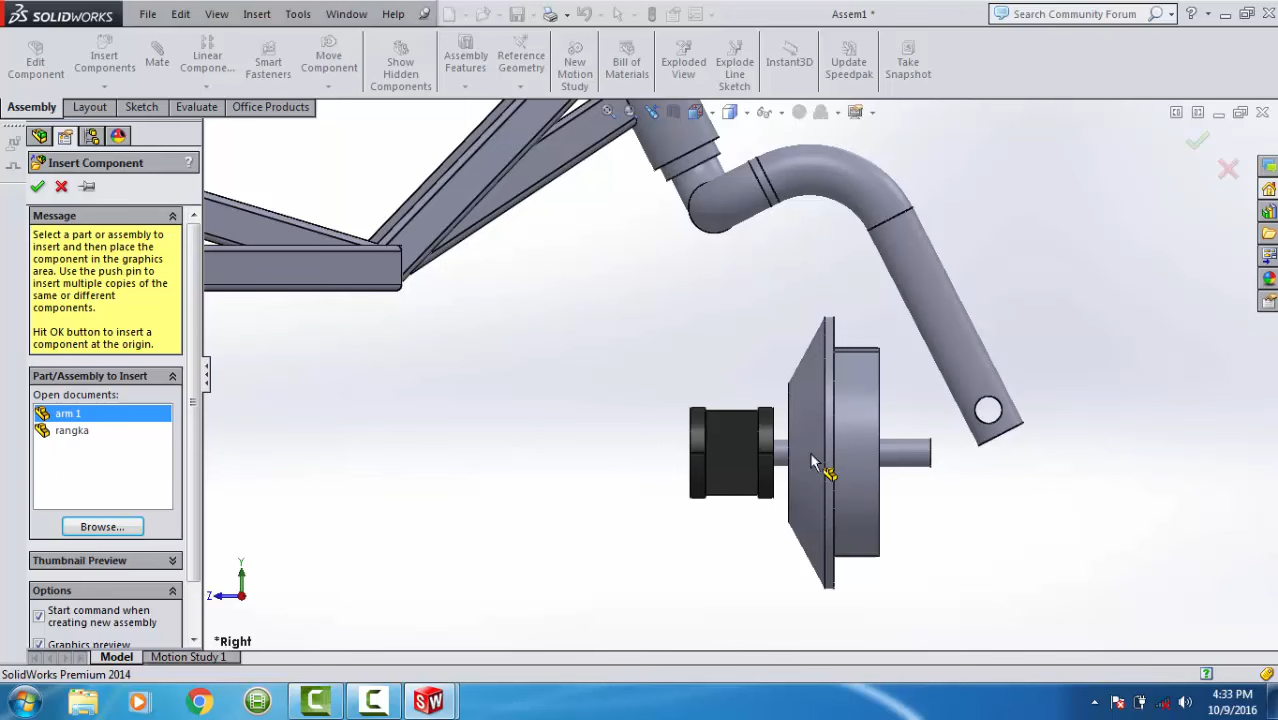 SOLIDWORKS
File
Edit
View
Insert
Tools
Window
Help
Assem1 *
Search Community Forum
Edit
Component
Insert
Components
Mate
Linear
Compone...
Smart
Fasteners
Move
Component
Show
Hidden
Components
Assembly
Features
Reference
Geometry
New
Motion
Study
Bill of
Materials
Exploded
View
Explode
Line
Sketch
Instant3D
Update
Speedpak
Take
Snapshot
Assembly
Layout
Sketch
Evaluate
Office Products
Insert Component
?
Message
Select a part or assembly to
insert and then place the
component in the graphics
area. Use the push pin to
insert multiple copies of the
same or different
components.
Hit OK button to insert a
component at the origin.
Part/Assembly to Insert
Open documents:
arm 1
rangka
Browse...
Thumbnail Preview
Options
Start command when
creating new assembly
Graphics preview
Y
Z
*Right
Model
Motion Study 1
SolidWorks Premium 2014
4:33 PM
10/9/2016